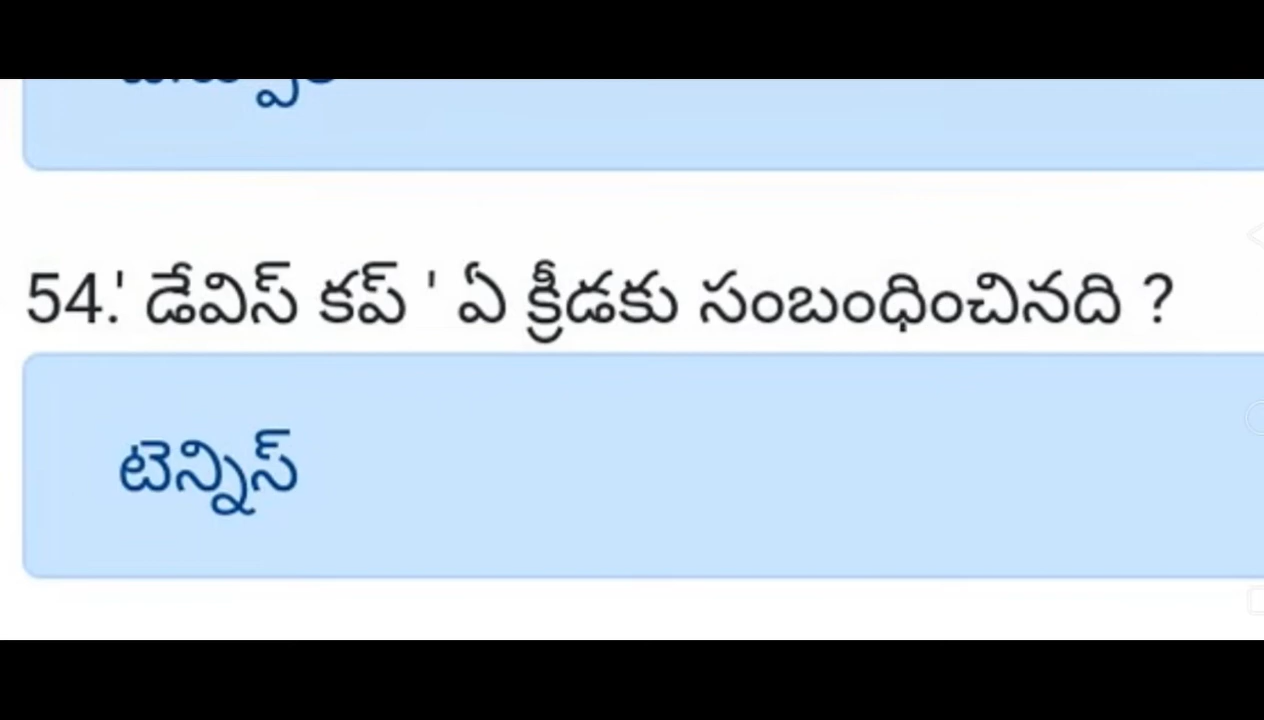 54.' డేవిస్ కప్ ' ఏ క్రీడకు సంబంధించినది ?
టెన్నిస్